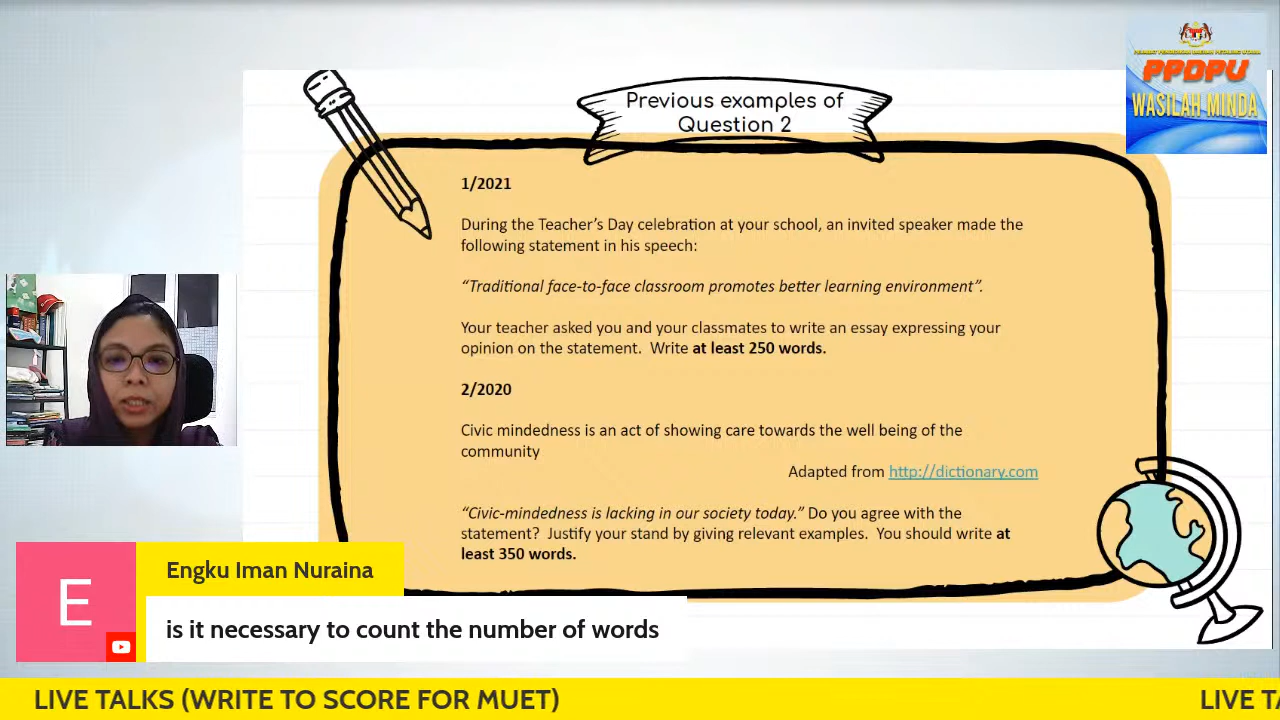 PPDPU
WASILAH MINDA
Previous examples of
Question 2
1/2021
During the Teacher’s Day celebration at your school, an invited speaker made the
following statement in his speech:
“Traditional face-to-face classroom promotes better learning environment”.
Your teacher asked you and your classmates to write an essay expressing your
opinion on the statement. Write at least 250 words.
2/2020
Civic mindedness is an act of showing care towards the well being of the
community
Adapted from http://dictionary.com
“Civic-mindedness is lacking in our society today.” Do you agree with the
statement? Justify your stand by giving relevant examples. You should write at
least 350 words.
E
Engku Iman Nuraina
is it necessary to count the number of words
LIVE TALKS (WRITE TO SCORE FOR MUET)
LIVE TA